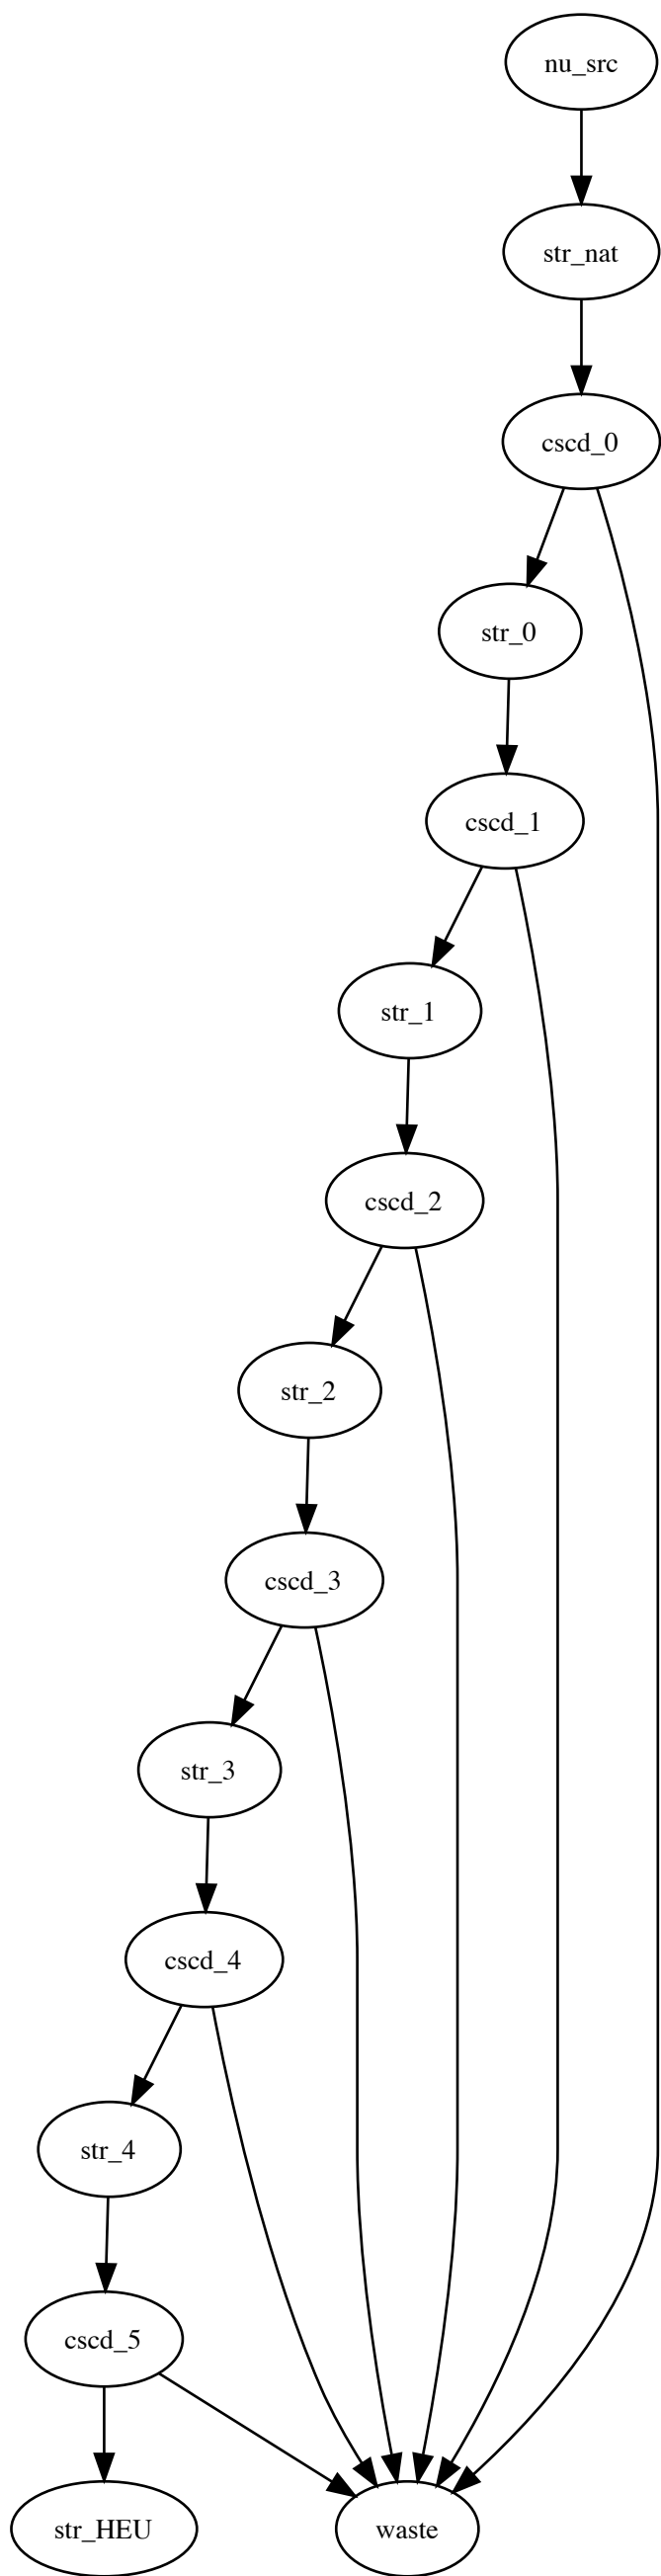 nu_src
str_nat
cscd_0
str_0
cscd_1
str_1
cscd_2
str_2
cscd_3
str_3
cscd_4
str_4
cscd_5
str_HEU
waste